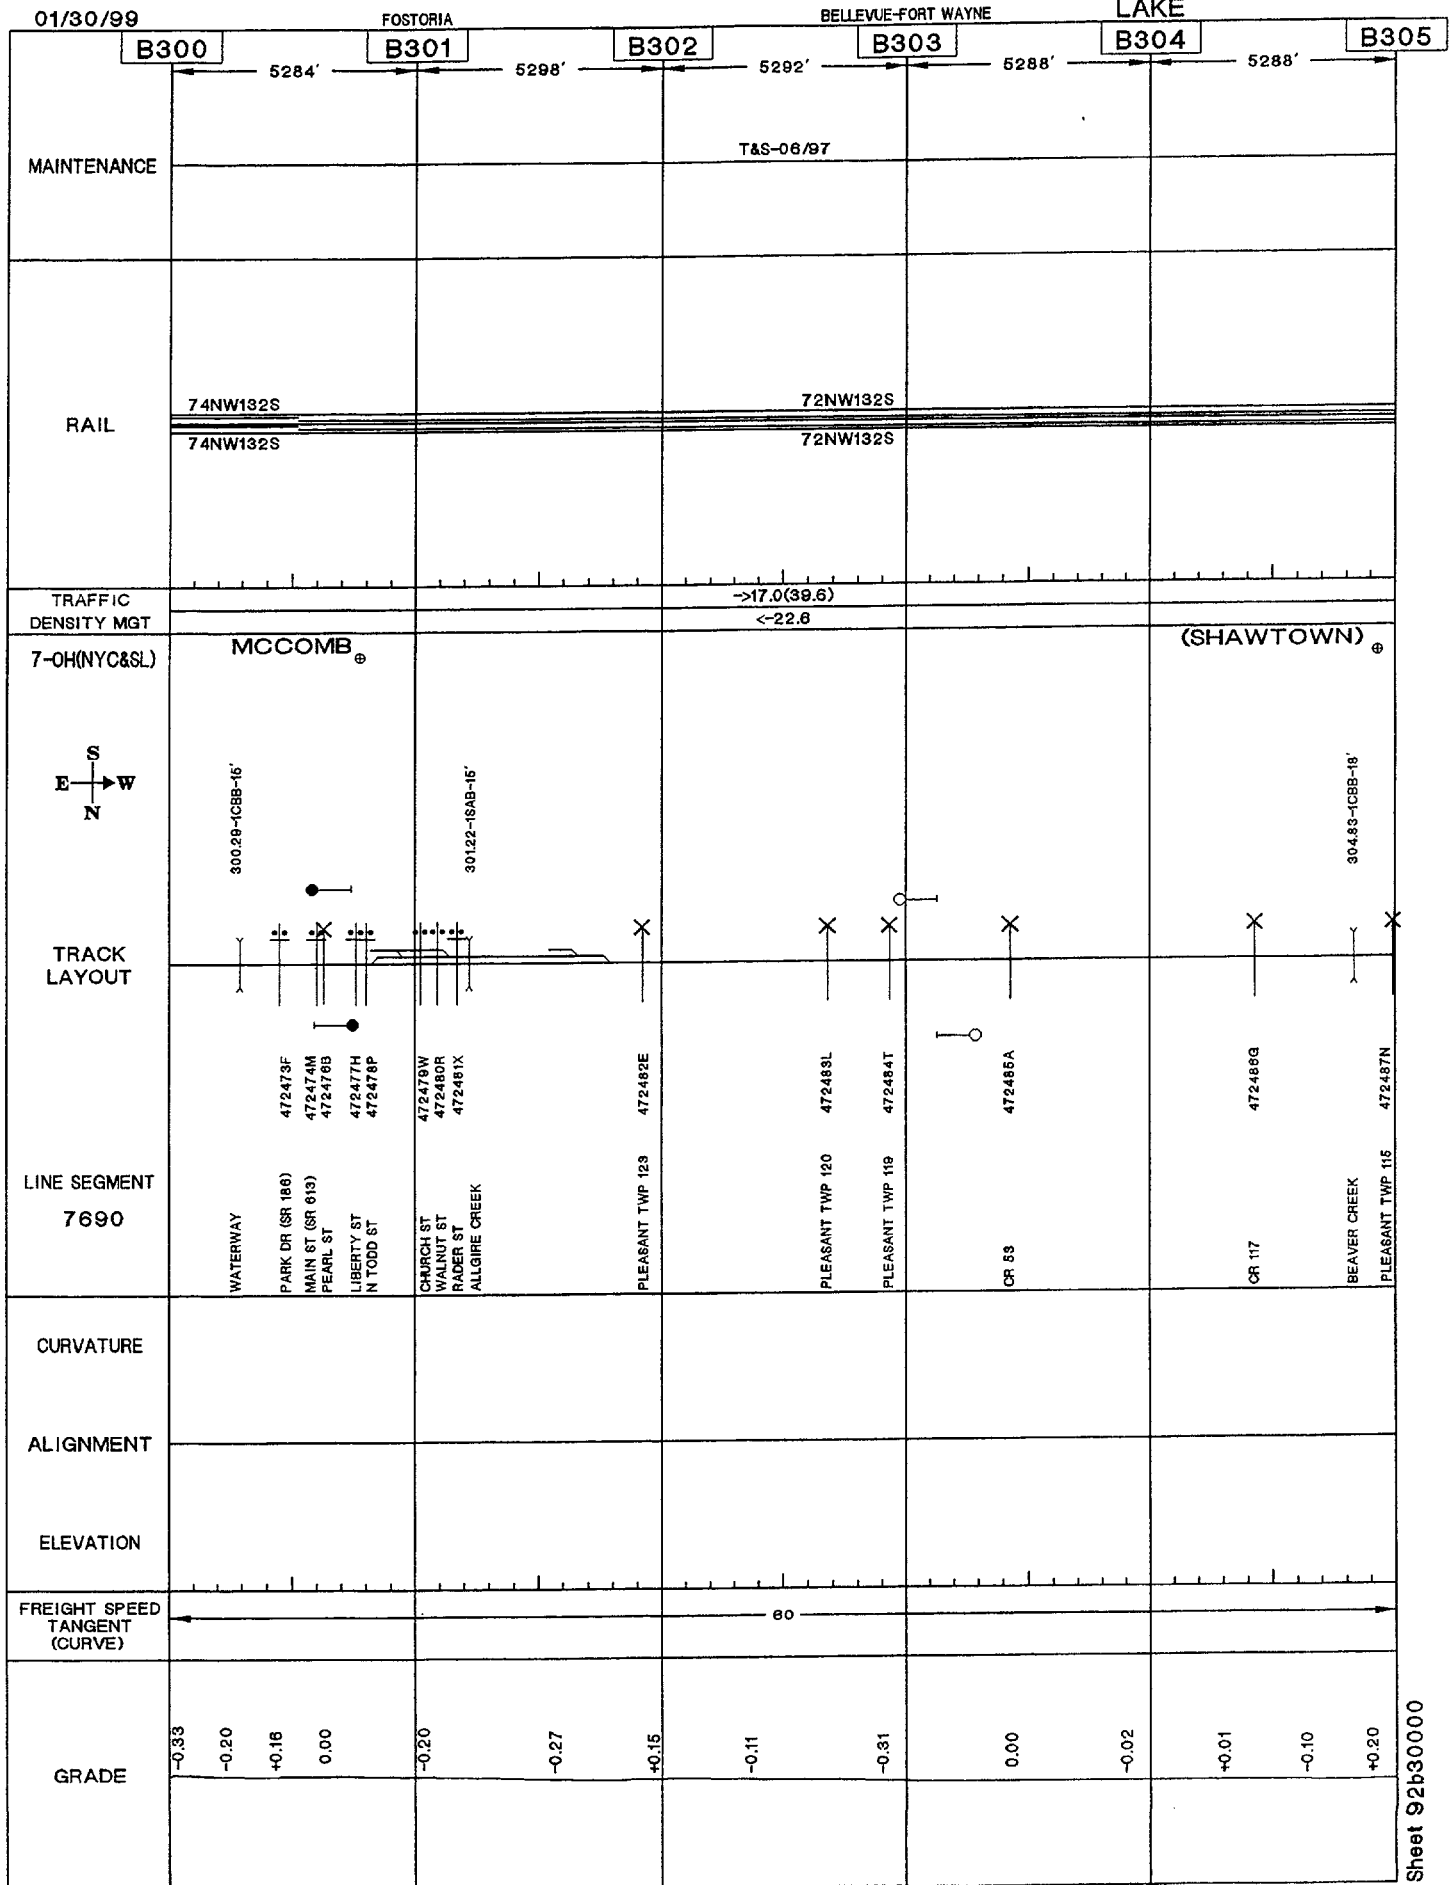 01/30/99
FOSTORIA
BELLEVUE-FORT WAYNE
LAKE
B300
B301
B302
B303
B304
B305
5284′
5298′
5292′
5288′
5288′
MAINTENANCE
T&S-06/97
RAIL
74NW132S
72NW132S
74NW132S
72NW132S
TRAFFIC
DENSITY MGT
->17.0(39.6)
<-22.6
7-OH(NYC&SL)
MCCOMB
(SHAWTOWN)
S
E
W
N
300.29-1CBB-15′
301.22-1SAB-15′
304.83-1CBB-18′
TRACK
LAYOUT
472473F
472474M
472476B
472477H
472478P
472479W
472480R
472481X
472482E
472483L
472484T
472485A
472486G
472487N
LINE SEGMENT
7690
WATERWAY
PARK DR (SR 186)
MAIN ST (SR 613)
PEARL ST
LIBERTY ST
N TODD ST
CHURCH ST
WALNUT ST
RADER ST
ALLGIRE CREEK
PLEASANT TWP 123
PLEASANT TWP 120
PLEASANT TWP 119
CR 53
CR 117
BEAVER CREEK
PLEASANT TWP 115
CURVATURE
ALIGNMENT
ELEVATION
FREIGHT SPEED
TANGENT
(CURVE)
60
GRADE
-0.33
-0.20
+0.16
0.00
-0.20
-0.27
+0.15
-0.11
-0.31
0.00
-0.02
+0.01
-0.10
+0.20
Sheet 92b30000